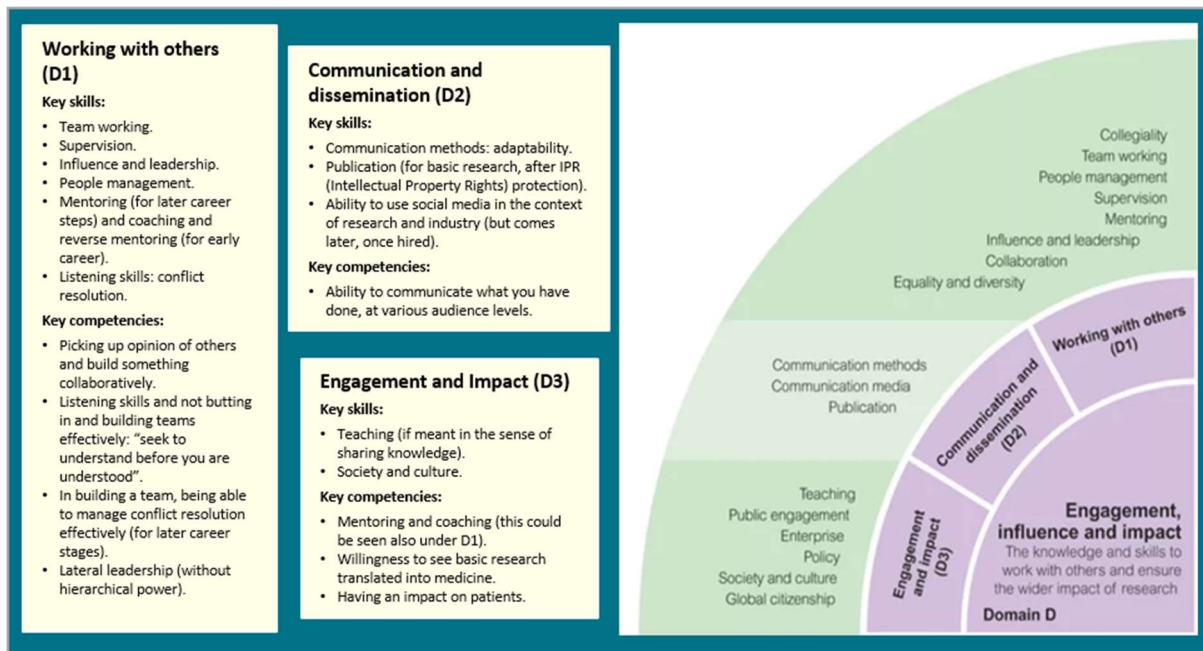 Working with others
(D1)
Key skills:
• Team working.
• Supervision.
• Influence and leadership.
• People management.
• Mentoring (for later career
steps) and coaching and
reverse mentoring (for early
career).
• Listening skills: conflict
resolution.
Key competencies:
• Picking up opinion of others
and build something
collaboratively.
• Listening skills and not butting
in and building teams
effectively: “seek to
understand before you are
understood”.
• In building a team, being able
to manage conflict resolution
effectively (for later career
stages).
• Lateral leadership (without
hierarchical power).
Communication and
dissemination (D2)
Key skills:
• Communication methods: adaptability.
• Publication (for basic research, after IPR
(Intellectual Property Rights) protection).
• Ability to use social media in the context
of research and industry (but comes
later, once hired).
Key competencies:
• Ability to communicate what you have
done, at various audience levels.
Engagement and Impact (D3)
Key skills:
• Teaching (if meant in the sense of
sharing knowledge).
• Society and culture.
Key competencies:
• Mentoring and coaching (this could
be seen also under D1).
• Willingness to see basic research
translated into medicine.
• Having an impact on patients.
Collegiality
Team working
People management
Supervision
Mentoring
Influence and leadership
Collaboration
Equality and diversity
Working with others
(D1)
Communication methods
Communication media
Publication
Communication and
dissemination
(D2)
Teaching
Public engagement
Enterprise
Policy
Society and culture
Global citizenship
Engagement
and impact
(D3)
Engagement,
influence and impact
The knowledge and skills to
work with others and ensure
the wider impact of research
Domain D